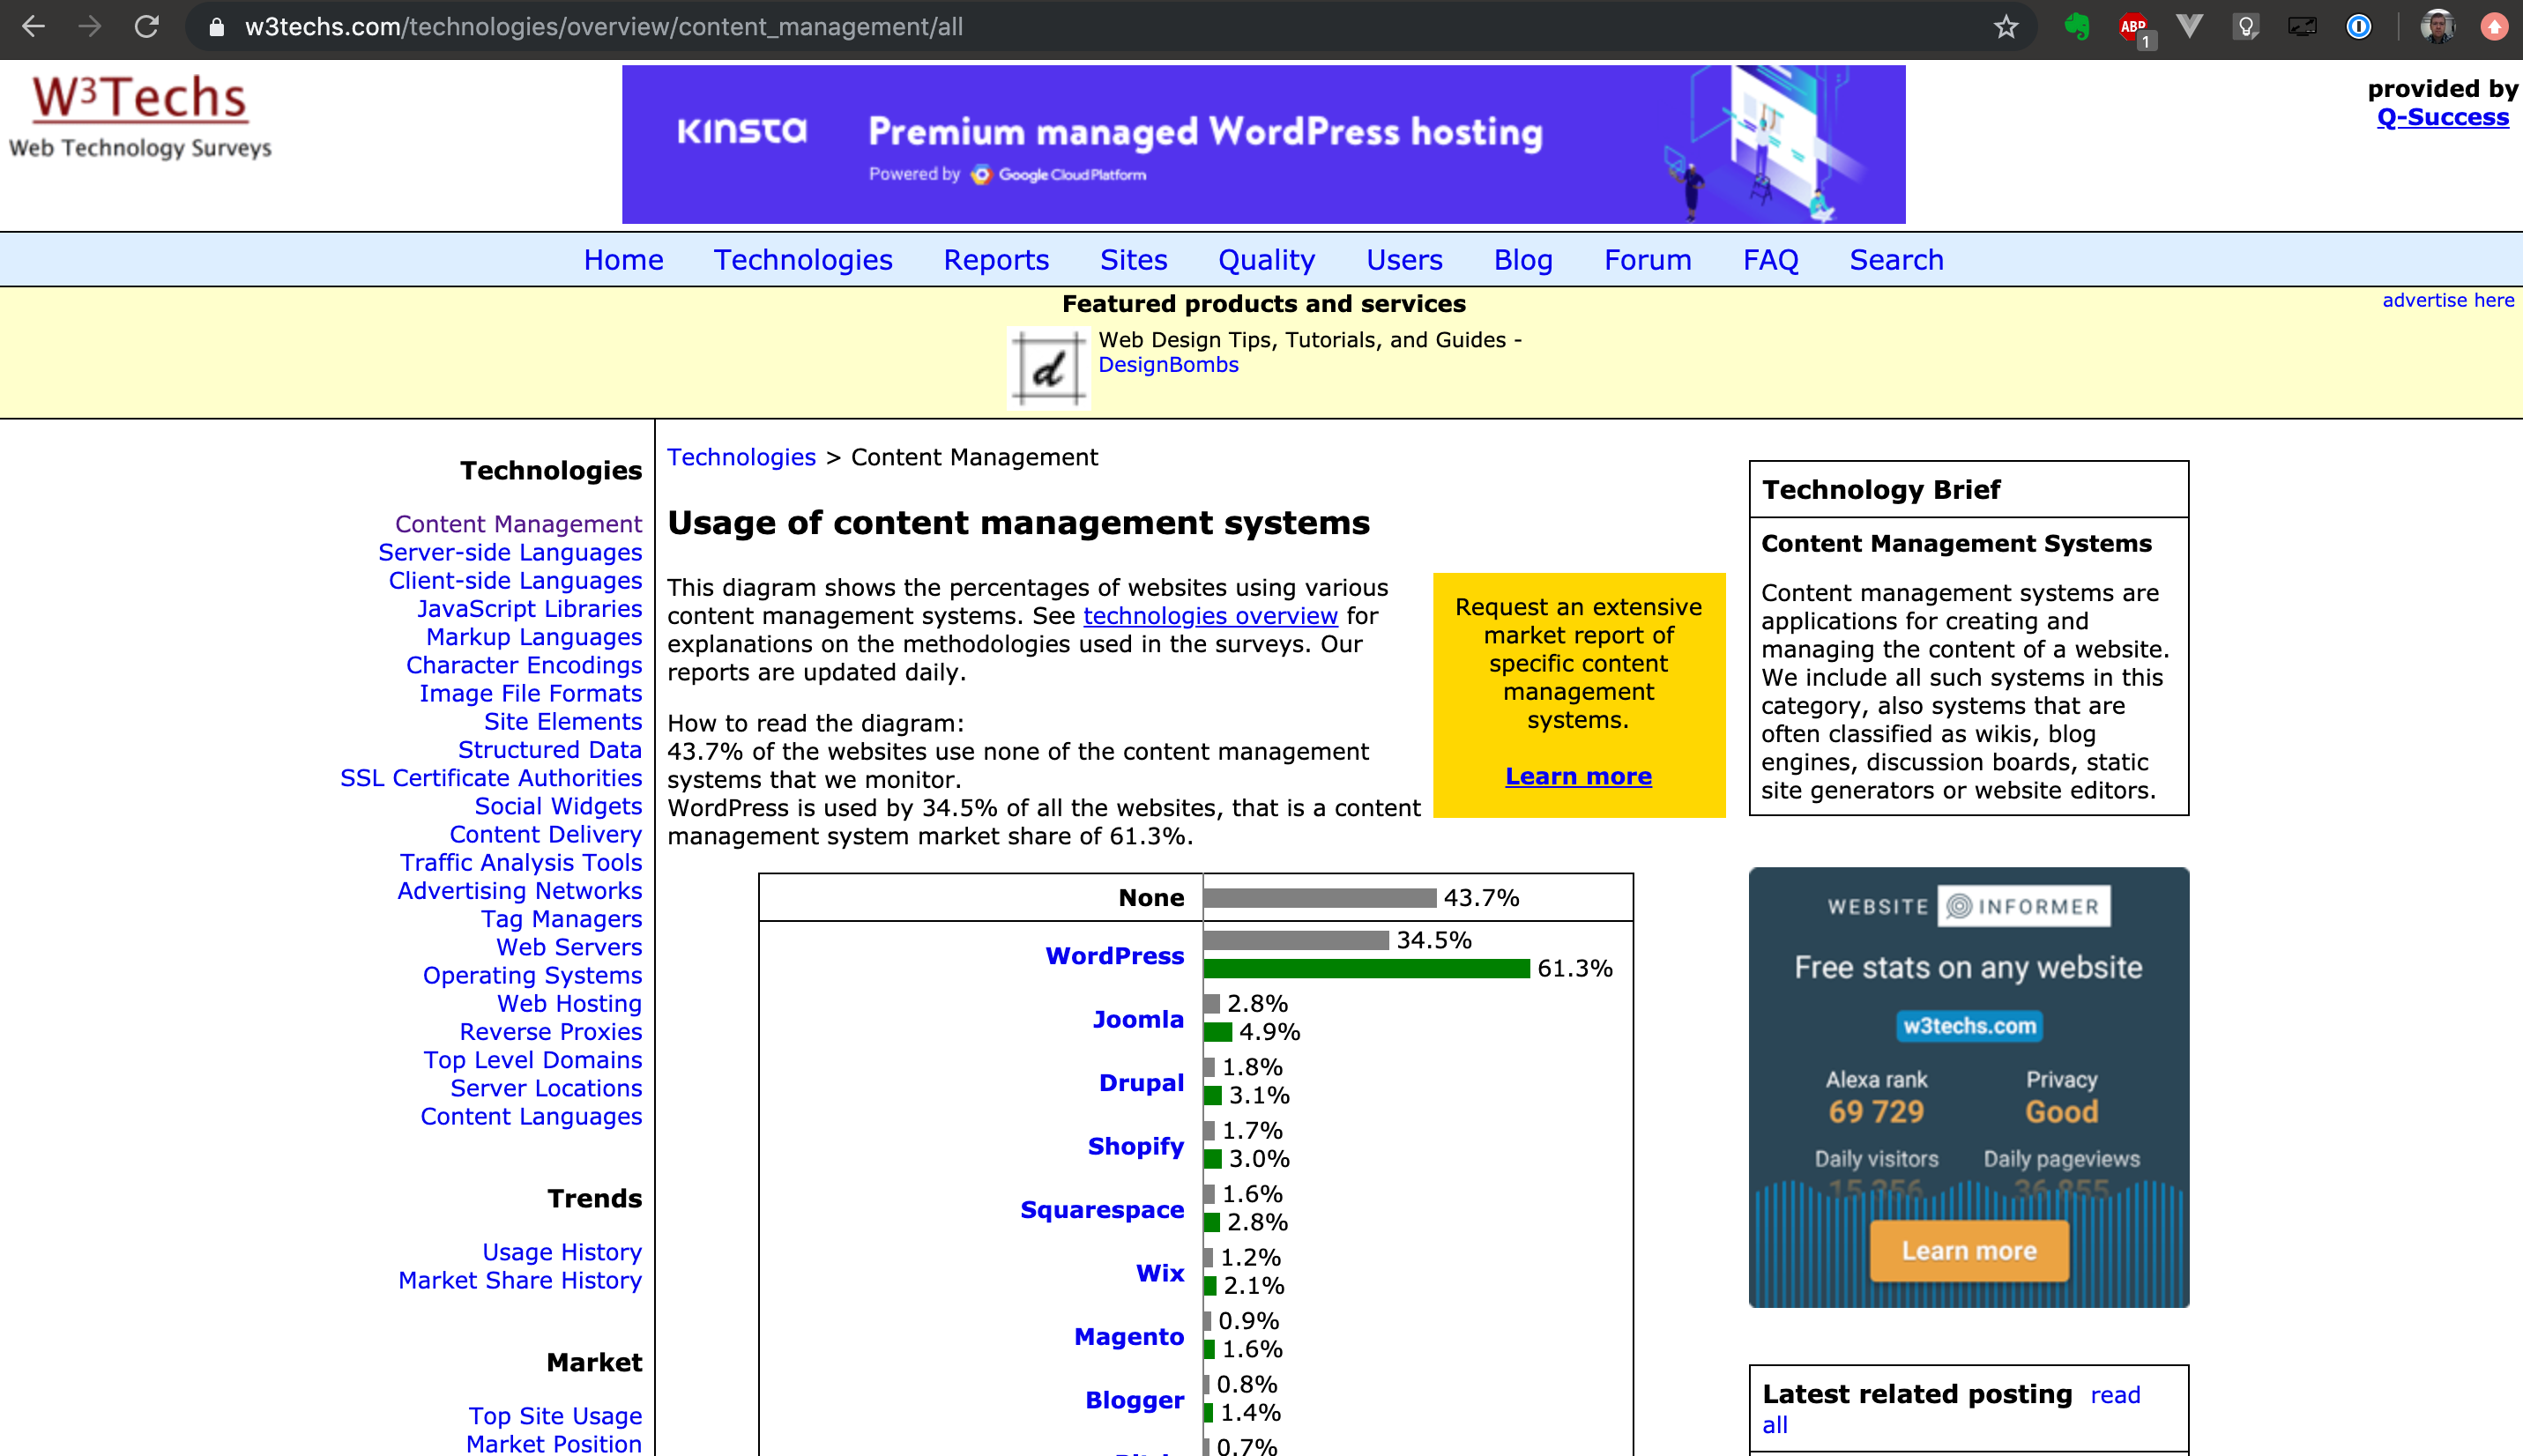 w3techs.com/technologies/overview/content_management/all
ABP
1
W3Techs
Web Technology Surveys
KINSTA
Premium managed WordPress hosting
Powered by Google Cloud Platform
provided by
Q-Success
Home Technologies Reports Sites Quality Users Blog Forum FAQ Search
Featured products and services
advertise here
d
Web Design Tips, Tutorials, and Guides -
DesignBombs
Technologies
Content Management
Server-side Languages
Client-side Languages
JavaScript Libraries
Markup Languages
Character Encodings
Image File Formats
Site Elements
Structured Data
SSL Certificate Authorities
Social Widgets
Content Delivery
Traffic Analysis Tools
Advertising Networks
Tag Managers
Web Servers
Operating Systems
Web Hosting
Reverse Proxies
Top Level Domains
Server Locations
Content Languages
Trends
Usage History
Market Share History
Market
Top Site Usage
Market Position
Technologies > Content Management
Usage of content management systems
This diagram shows the percentages of websites using various
content management systems. See technologies overview for
explanations on the methodologies used in the surveys. Our
reports are updated daily.
How to read the diagram:
43.7% of the websites use none of the content management
systems that we monitor.
WordPress is used by 34.5% of all the websites, that is a content
management system market share of 61.3%.
Request an extensive
market report of
specific content
management
systems.
Learn more
None 43.7%
WordPress 34.5%
61.3%
Joomla 2.8%
4.9%
Drupal 1.8%
3.1%
Shopify 1.7%
3.0%
Squarespace 1.6%
2.8%
Wix 1.2%
2.1%
Magento 0.9%
1.6%
Blogger 0.8%
1.4%
0.7%
Technology Brief
Content Management Systems
Content management systems are
applications for creating and
managing the content of a website.
We include all such systems in this
category, also systems that are
often classified as wikis, blog
engines, discussion boards, static
site generators or website editors.
WEBSITE INFORMER
Free stats on any website
w3techs.com
Alexa rank Privacy
69 729 Good
Daily visitors Daily pageviews
15 356 36 855
Learn more
Latest related posting read
all